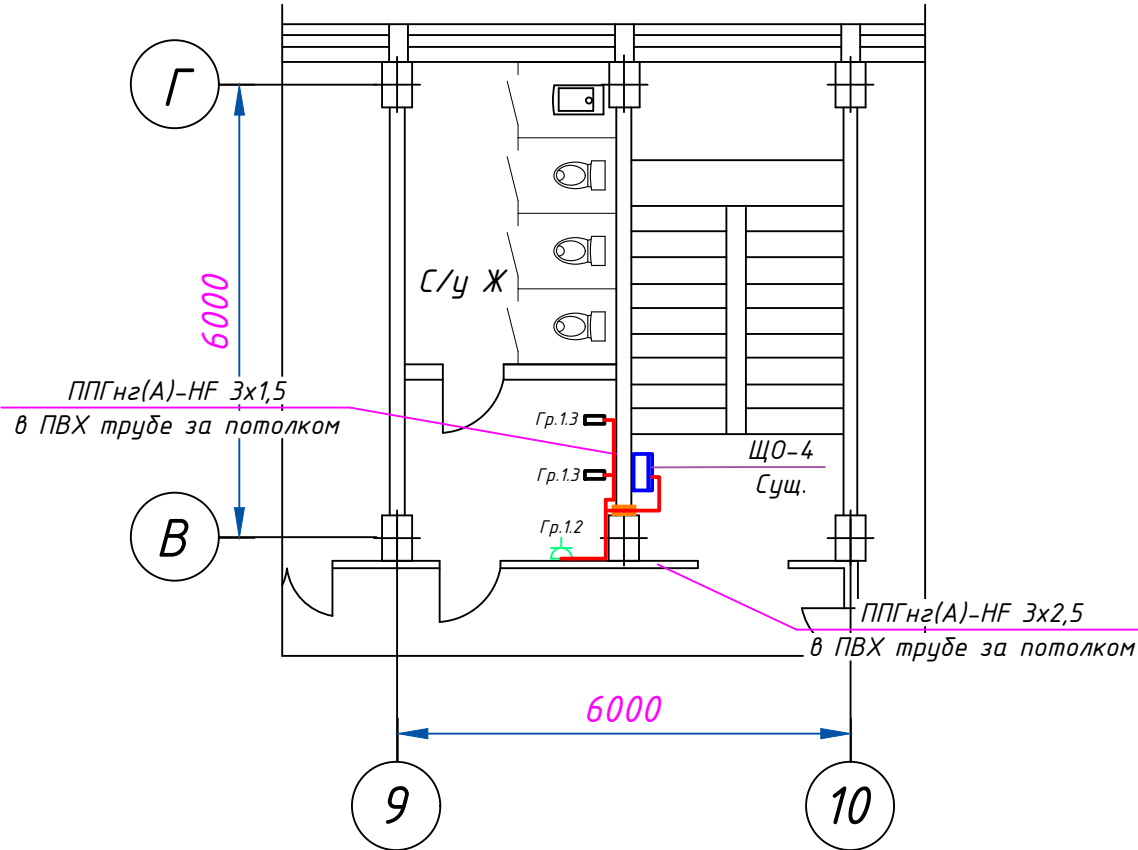 Г
С/у Ж
6000
ППГнг(А)-HF 3х1,5
в ПВХ трубе за потолком
Гр.1.3
ЩО-4
Сущ.
Гр.1.3
Гр.1.2
В
ППГнг(А)-HF 3х2,5
в ПВХ трубе за потолком
6000
9
10